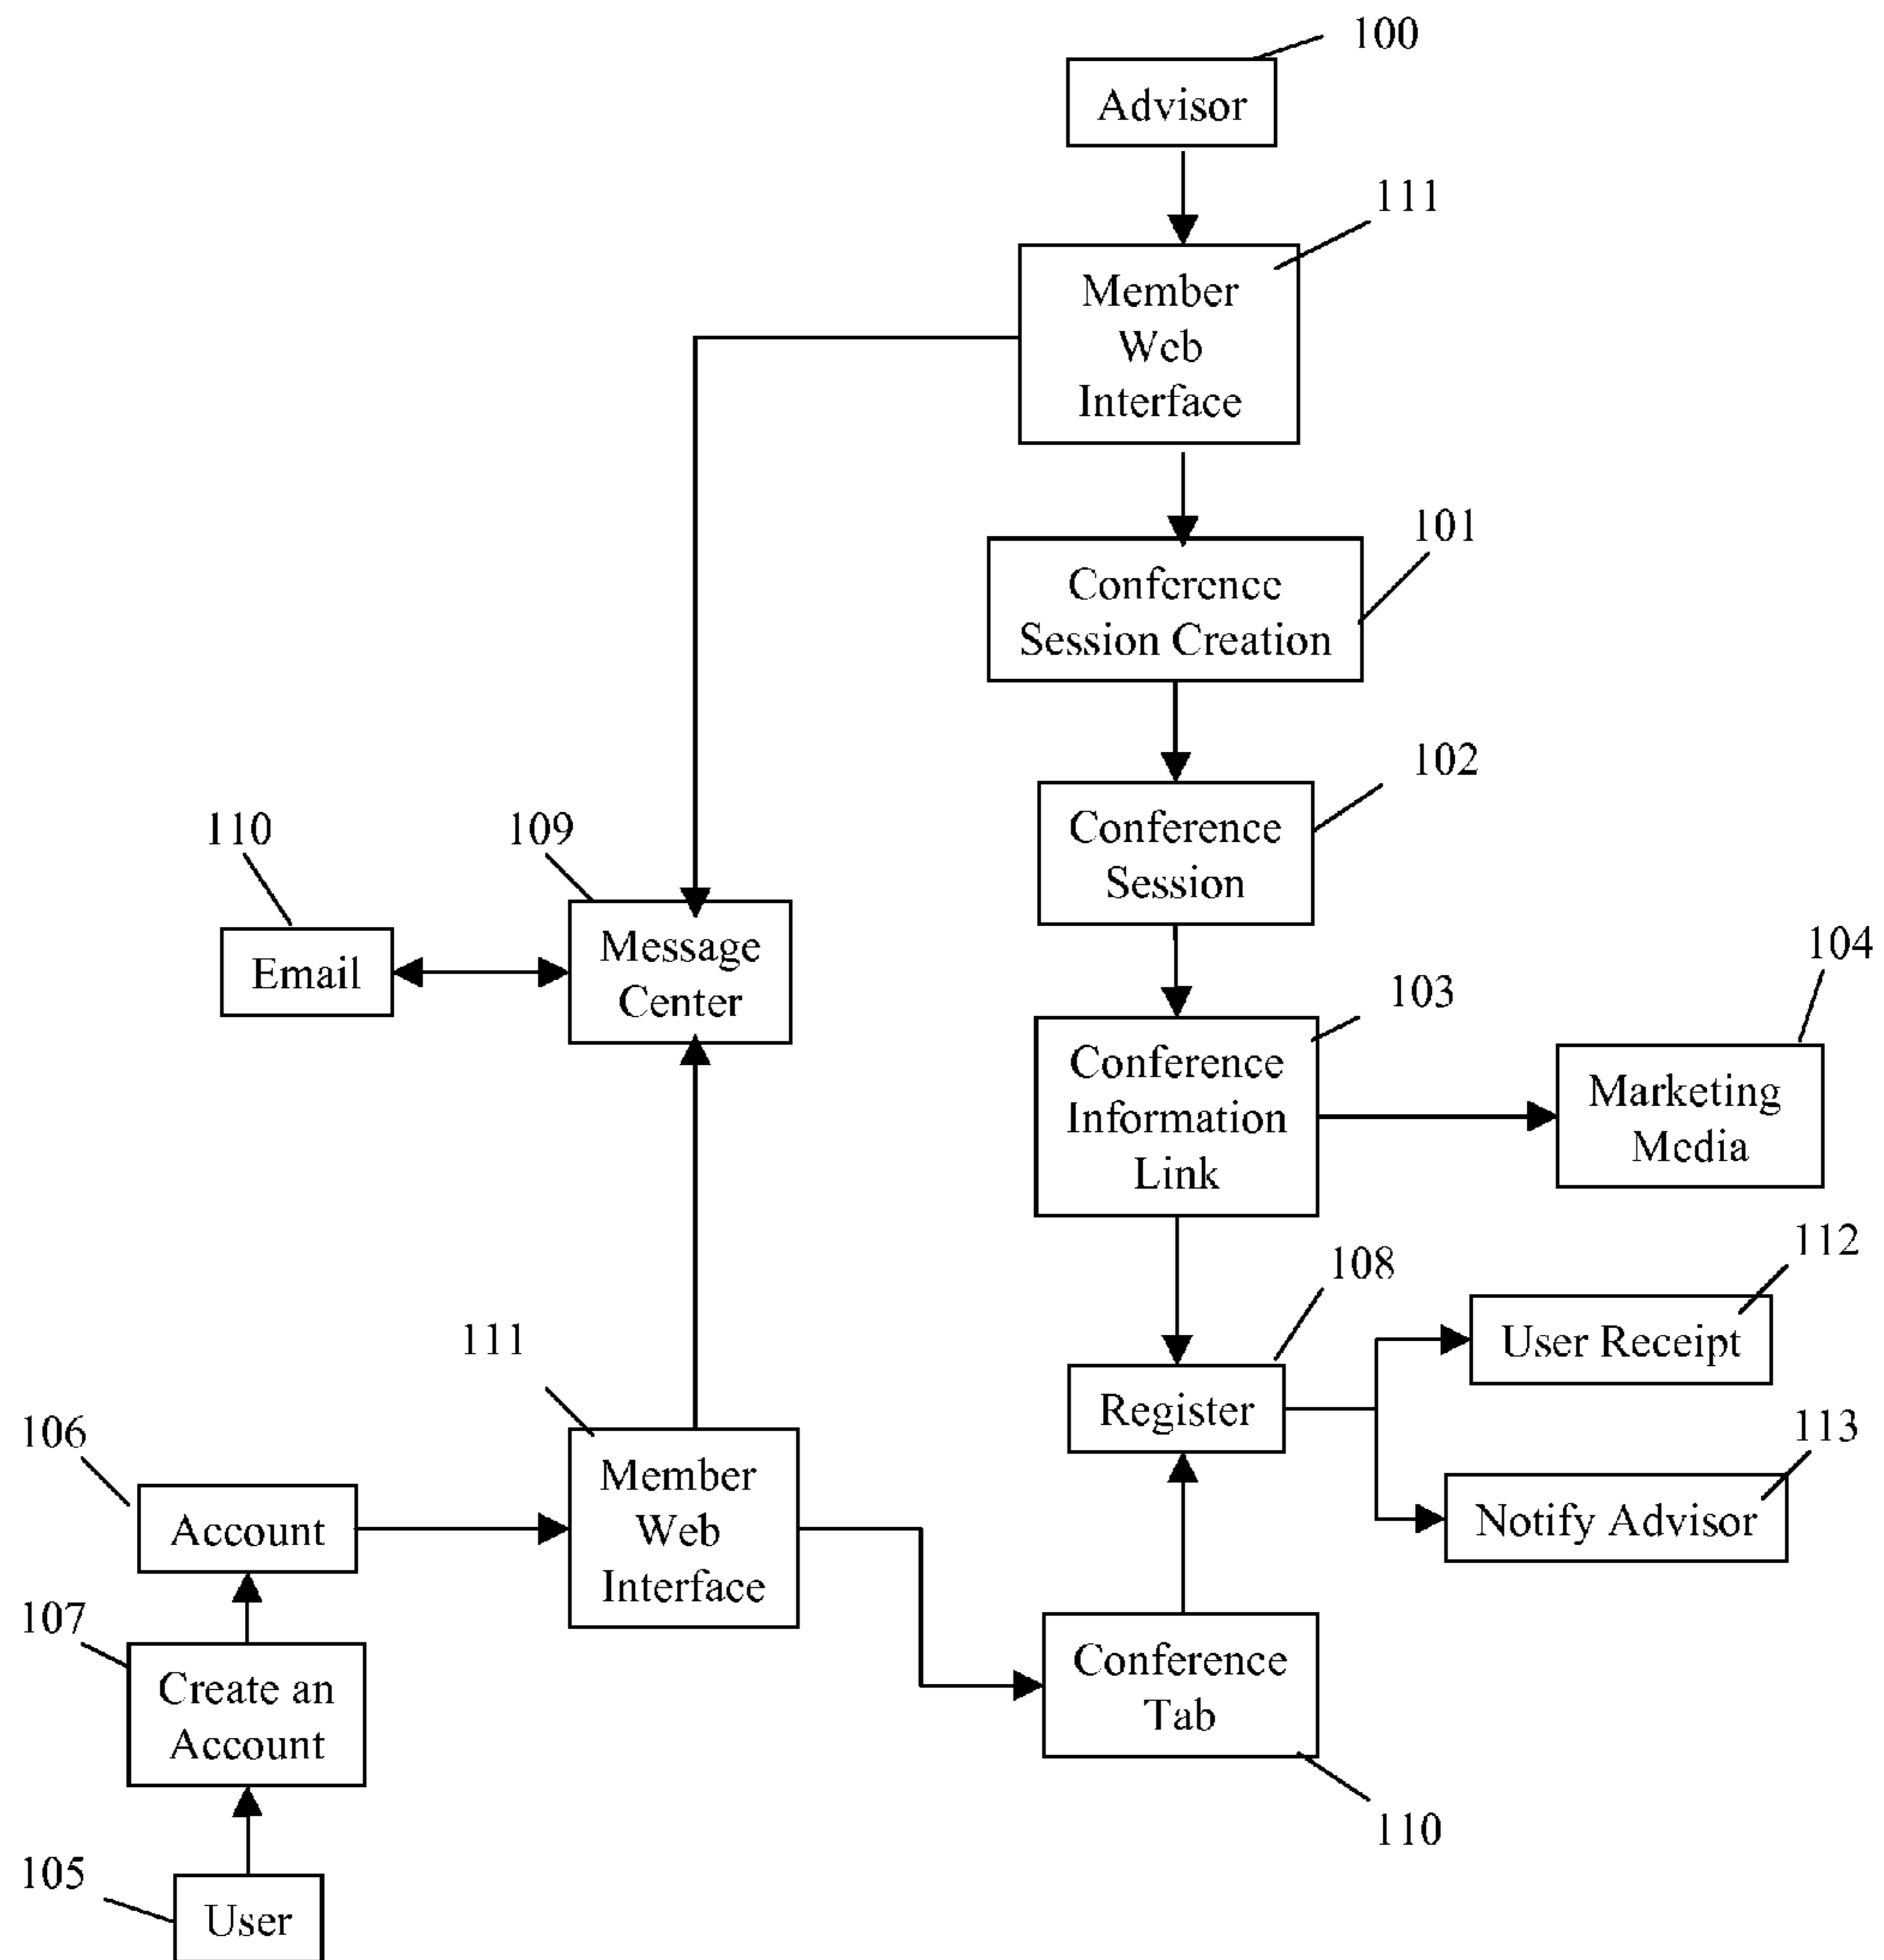 100
Advisor
111
Member
Web
Interface
101
Conference
Session Creation
102
Conference
Session
110
109
Email
Message
Center
104
103
Conference
Information
Link
Marketing
Media
112
108
User Receipt
111
Register
113
106
Notify Advisor
Account
Member
Web
Interface
107
Create an
Account
Conference
Tab
110
105
User